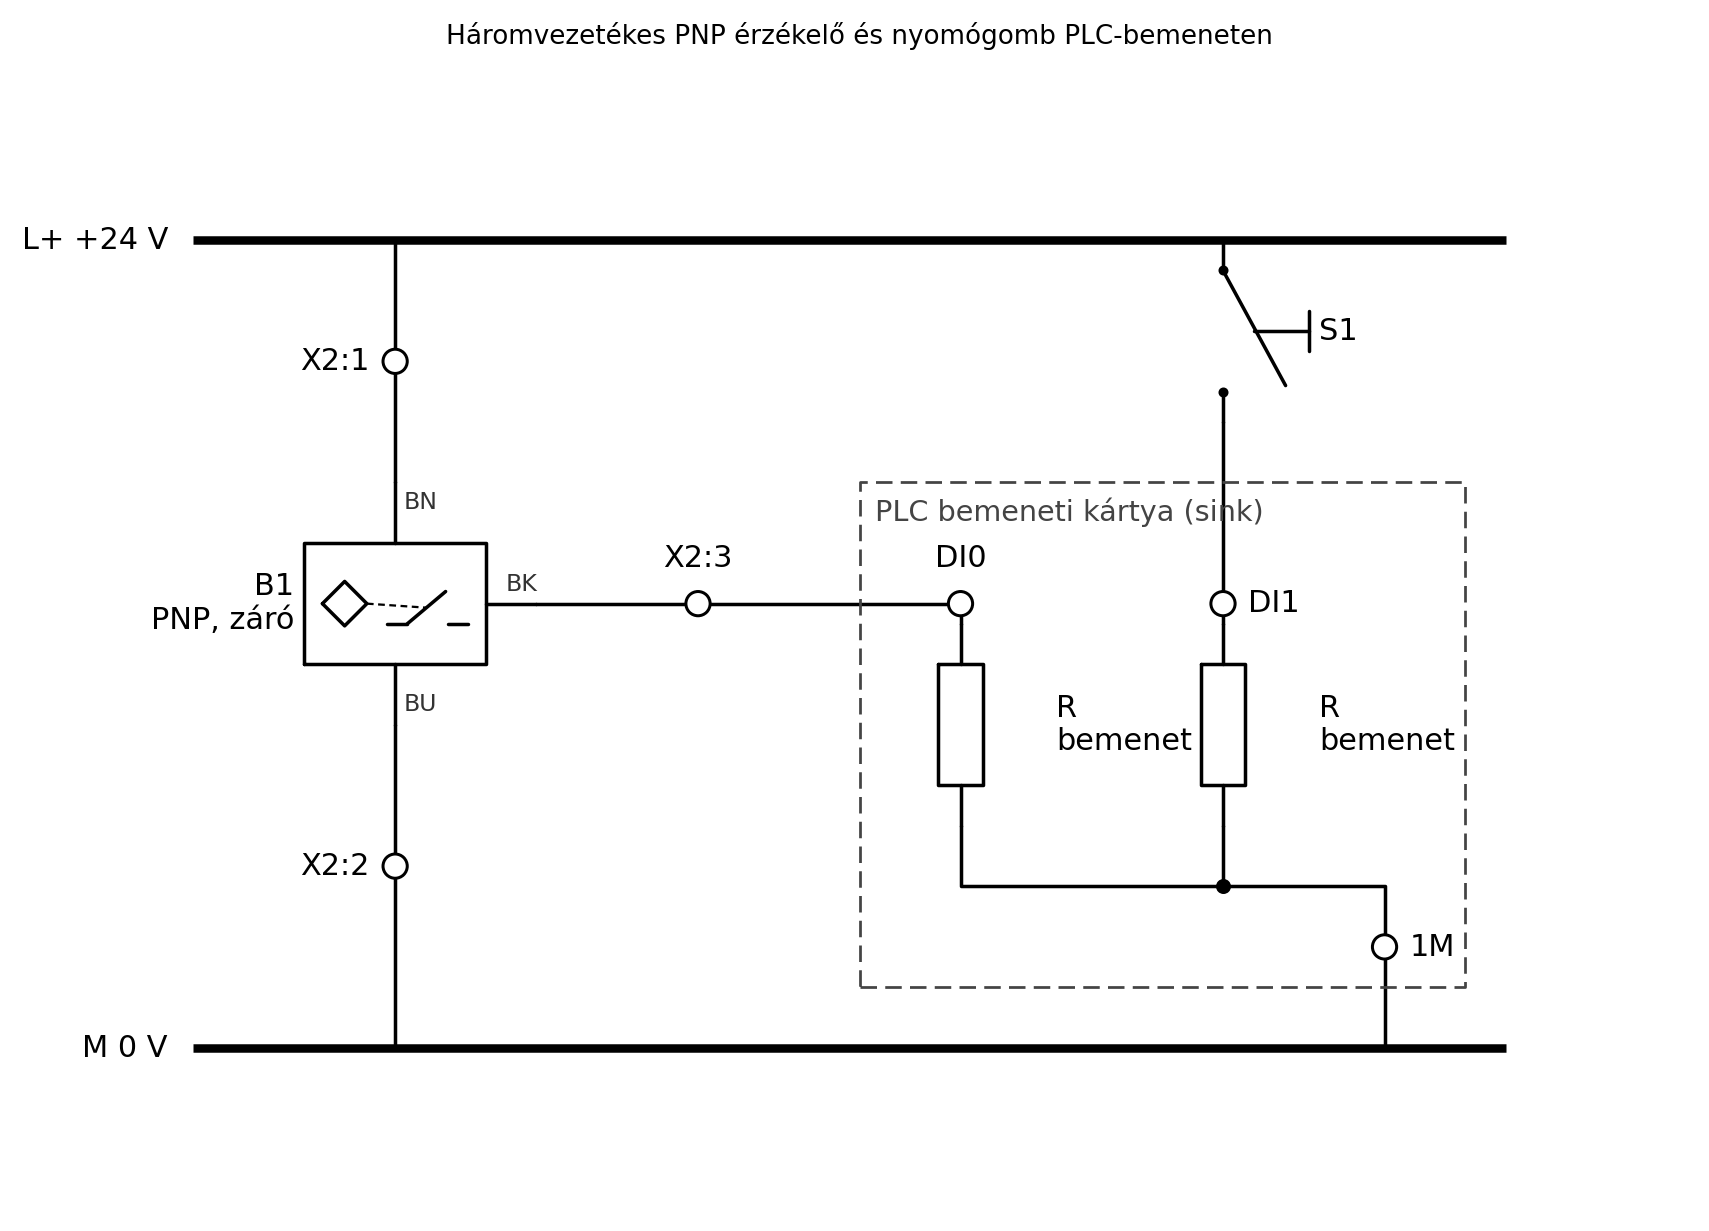 Háromvezetékes PNP érzékelő és nyomógomb PLC-bemeneten
L+ +24 V
S1
X2:1
BN
PLC bemeneti kártya (sink)
B1
PNP, záró
BK
X2:3
DI0
DI1
BU
R
bemenet
R
bemenet
X2:2
1M
M 0 V